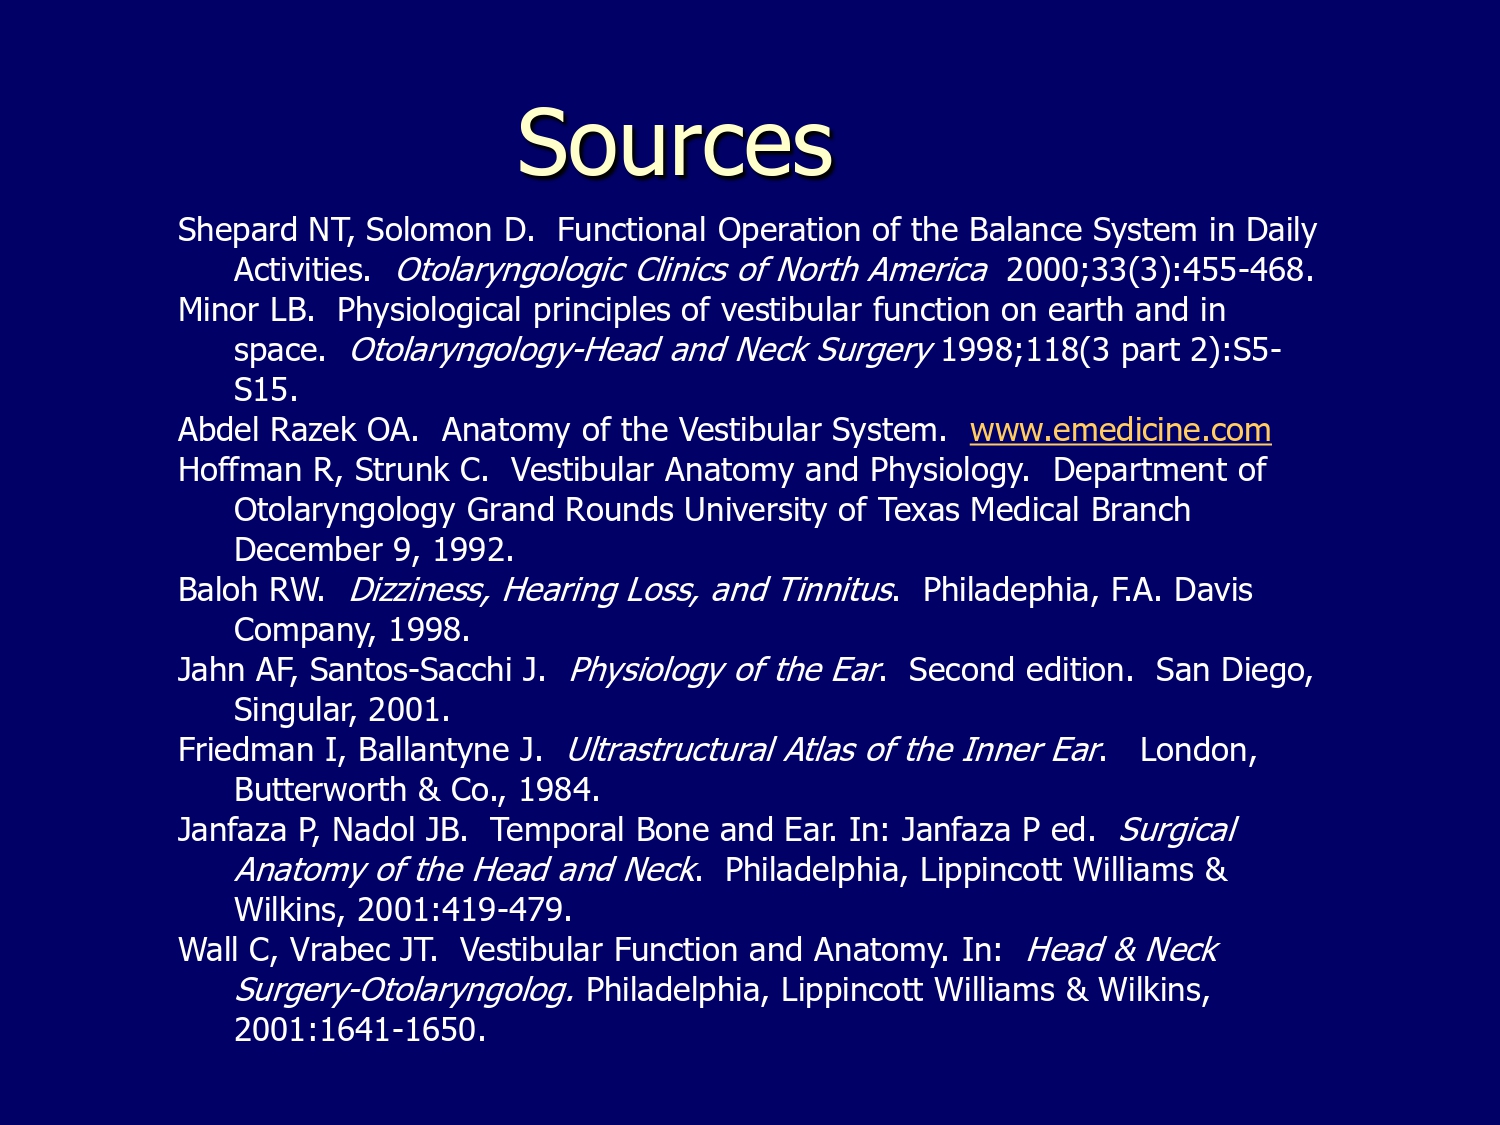 Sources
Shepard NT, Solomon D.  Functional Operation of the Balance System in Daily
Activities.  Otolaryngologic Clinics of North America  2000;33(3):455-468.
Minor LB.  Physiological principles of vestibular function on earth and in
space.  Otolaryngology-Head and Neck Surgery 1998;118(3 part 2):S5-
S15.
Abdel Razek OA.  Anatomy of the Vestibular System.  www.emedicine.com
Hoffman R, Strunk C.  Vestibular Anatomy and Physiology.  Department of
Otolaryngology Grand Rounds University of Texas Medical Branch
December 9, 1992.
Baloh RW.  Dizziness, Hearing Loss, and Tinnitus.  Philadephia, F.A. Davis
Company, 1998.
Jahn AF, Santos-Sacchi J.  Physiology of the Ear.  Second edition.  San Diego,
Singular, 2001.
Friedman I, Ballantyne J.  Ultrastructural Atlas of the Inner Ear.   London,
Butterworth & Co., 1984.
Janfaza P, Nadol JB.  Temporal Bone and Ear. In: Janfaza P ed.  Surgical
Anatomy of the Head and Neck.  Philadelphia, Lippincott Williams &
Wilkins, 2001:419-479.
Wall C, Vrabec JT.  Vestibular Function and Anatomy. In:  Head & Neck
Surgery-Otolaryngolog. Philadelphia, Lippincott Williams & Wilkins,
2001:1641-1650.